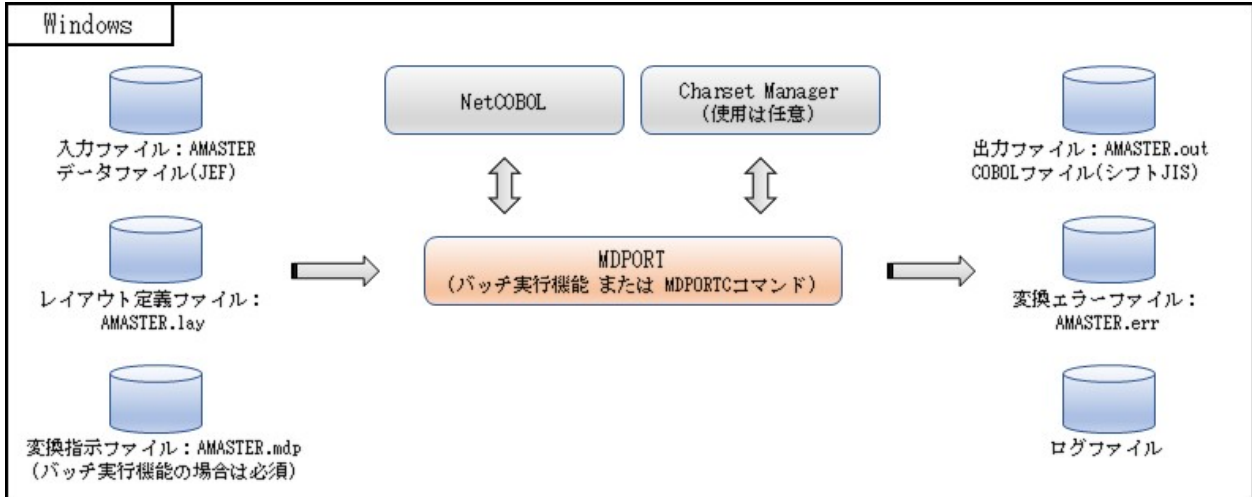 Windows
入力ファイル：AMASTER
データファイル(JEF)
レイアウト定義ファイル：
AMASTER.lay
変換指示ファイル：AMASTER.mdp
(バッチ実行機能の場合は必須)
NetCOBOL
Charset Manager
(使用は任意)
MDPORT
(バッチ実行機能 または MDPORTCコマンド)
出力ファイル：AMASTER.out
COBOLファイル(シフトJIS)
変換エラーファイル：
AMASTER.err
ログファイル